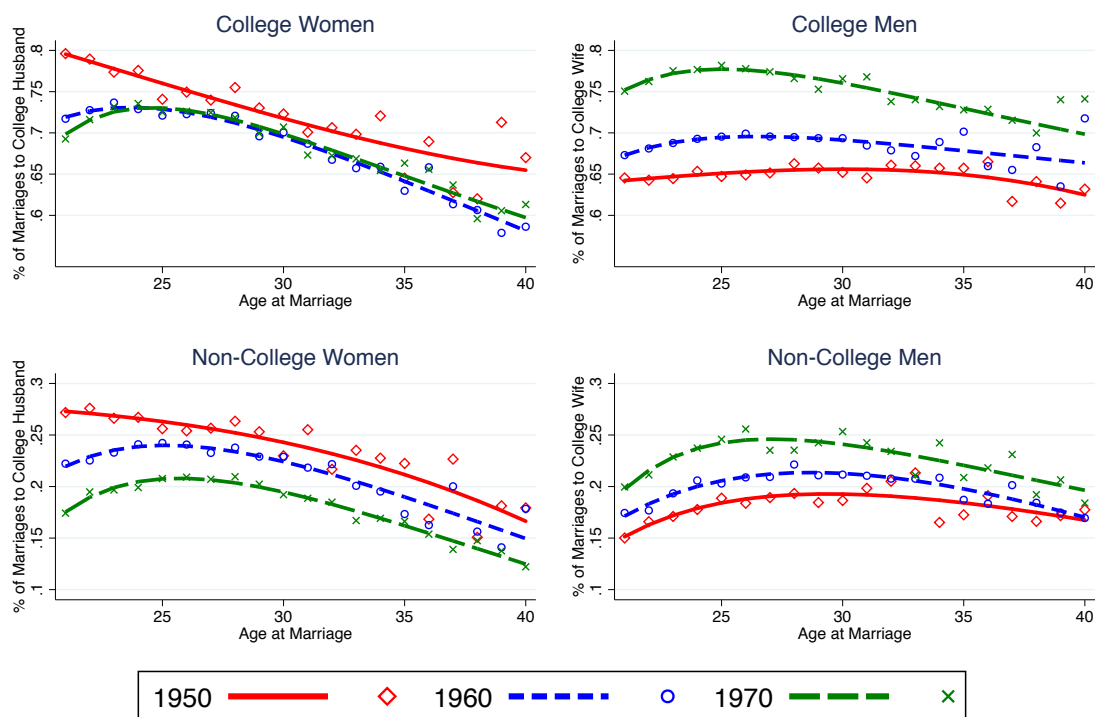 College Women
% of Marriages to College Husband
.6 .65 .7 .75 .8
25 30 35 40
Age at Marriage
College Men
% of Marriages to College Wife
.6 .65 .7 .75 .8
25 30 35 40
Age at Marriage
Non-College Women
% of Marriages to College Husband
.1 .15 .2 .25 .3
25 30 35 40
Age at Marriage
Non-College Men
% of Marriages to College Wife
.1 .15 .2 .25 .3
25 30 35 40
Age at Marriage
1950 1960 1970